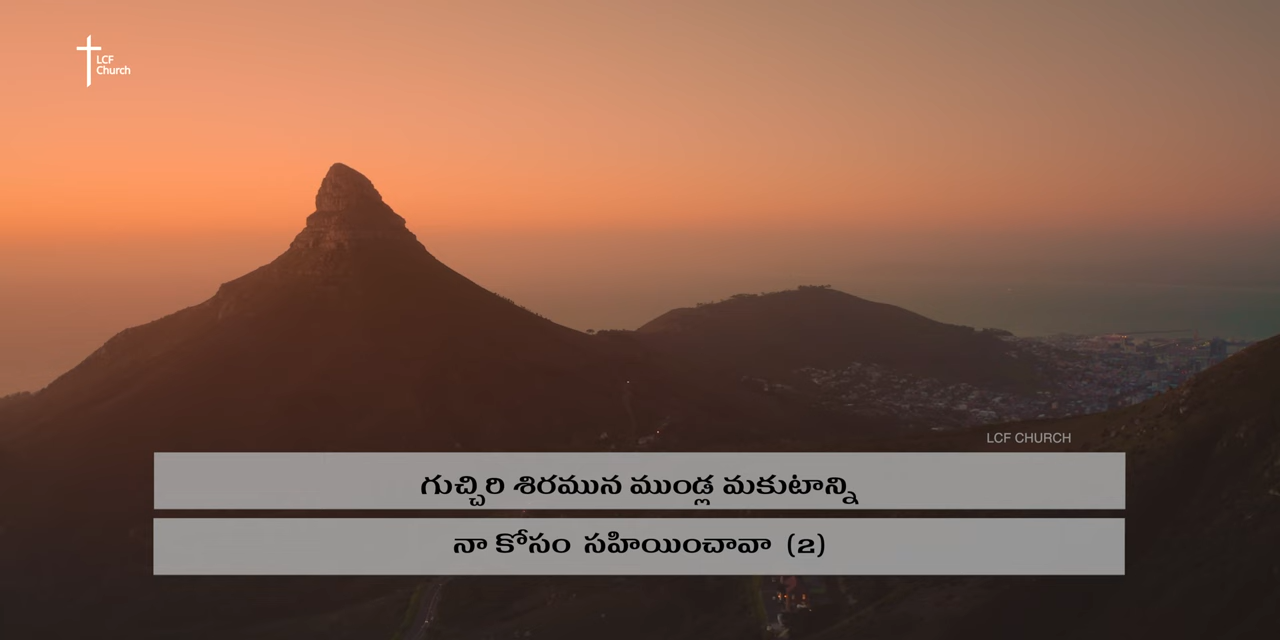 LCF
Church
LCF CHURCH
గుచ్చిరి శిరమున ముండ్ల మకుటాన్ని
నా కోసం సహియించావా (2)